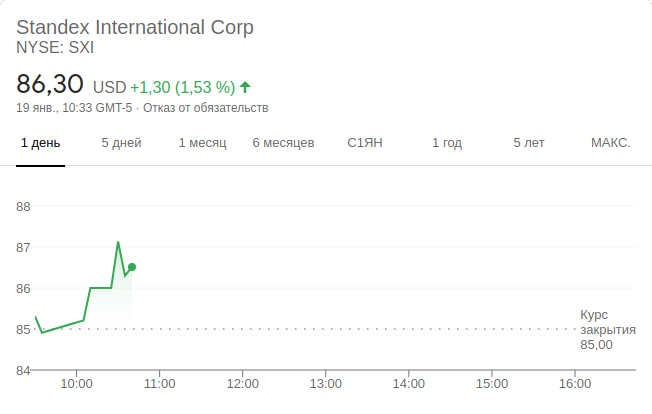 Standex International Corp
NYSE: SXI
86,30 USD +1,30 (1,53 %)
19 янв., 10:33 GMT-5 · Отказ от обязательств
1 день 5 дней 1 месяц 6 месяцев С1ЯН 1 год 5 лет МАКС.
88
87
86
85
84
Курс
закрытия
85,00
10:00 11:00 12:00 13:00 14:00 15:00 16:00